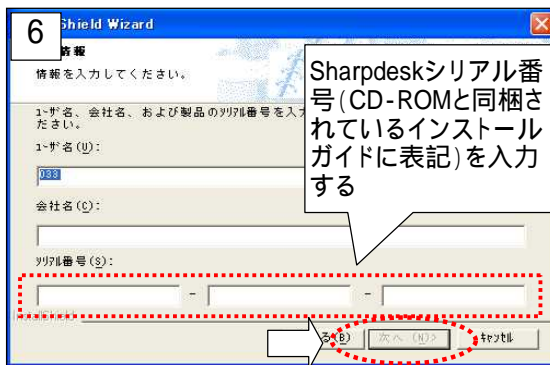 6
Shield Wizard
情報
情報を入力してください。
ﾕｰｻﾞ名、会社名、および製品のｼﾘｱﾙ番号を入力
ださい。
ﾕｰｻﾞ名(U):
033
会社名(C):
ｼﾘｱﾙ番号(S):
- -
InstallShield
る(B)
次へ (N)>
ｷｬﾝｾﾙ
Sharpdeskシリアル番
号(CD-ROMと同梱さ
れているインストール
ガイドに表記)を入力
する